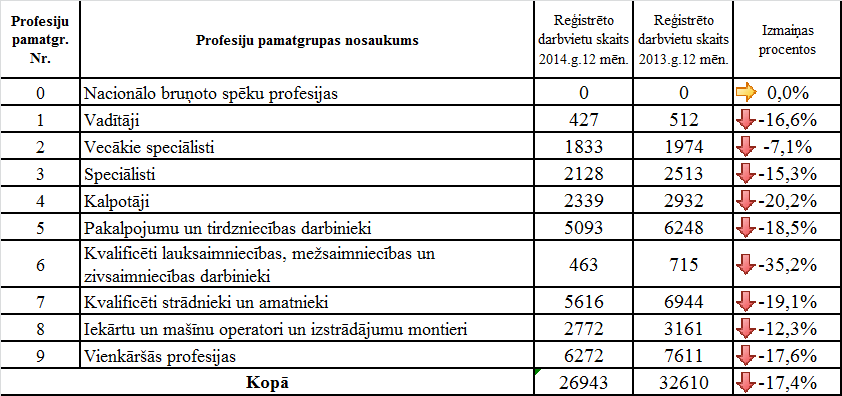 Profesiju pamatgr. Nr. Profesiju pamatgrupas nosaukums Reģistrēto darbvietu skaits 2014.g.12 mēn. Reģistrēto darbvietu skaits 2013.g.12 mēn. Izmaiņas procentos
0 Nacionālo bruņoto spēku profesijas 0 0 0,0%
1 Vadītāji 427 512 -16,6%
2 Vecākie speciālisti 1833 1974 -7,1%
3 Speciālisti 2128 2513 -15,3%
4 Kalpotāji 2339 2932 -20,2%
5 Pakalpojumu un tirdzniecības darbinieki 5093 6248 -18,5%
6 Kvalificēti lauksaimniecības, mežsaimniecības un
zivsaimniecības darbinieki 463 715 -35,2%
7 Kvalificēti strādnieki un amatnieki 5616 6944 -19,1%
8 Iekārtu un mašīnu operatori un izstrādājumu montieri 2772 3161 -12,3%
9 Vienkāršās profesijas 6272 7611 -17,6%
Kopā 26943 32610 -17,4%